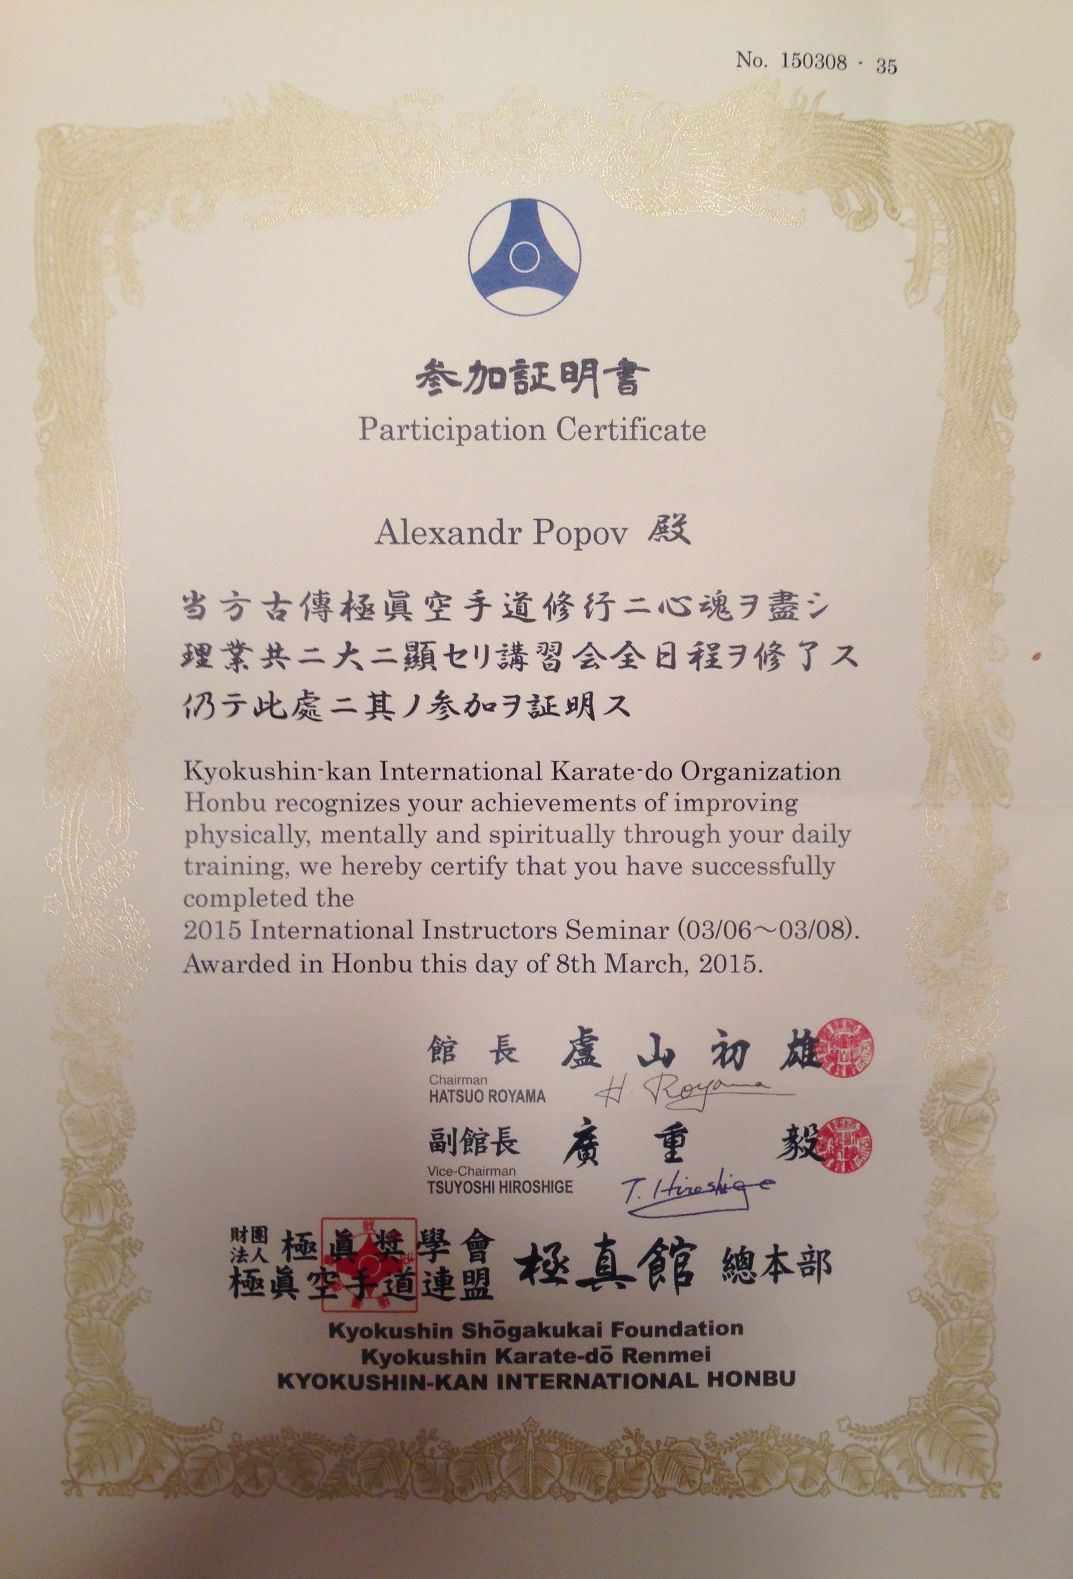 No. 150308 - 35
参加証明書
Participation Certificate
Alexandr Popov 殿
当方古傳極眞空手道修行ニ心魂ヲ盡シ
理業共ニ大ニ顯セリ講習会全日程ヲ修了ス
仍テ此處ニ其ノ参加ヲ証明ス
Kyokushin-kan International Karate-do Organization
Honbu recognizes your achievements of improving
physically, mentally and spiritually through your daily
training, we hereby certify that you have successfully
completed the
2015 International Instructors Seminar (03/06～03/08).
Awarded in Honbu this day of 8th March, 2015.
館長 盧山初雄
Chairman
HATSUO ROYAMA
H. Royama
副館長 廣重毅
Vice-Chairman
TSUYOSHI HIROSHIGE
T. Hiroshige
財團法人 極眞奨學會
極眞空手道連盟
極真館 總本部
Kyokushin Shōgakukai Foundation
Kyokushin Karate-dō Renmei
KYOKUSHIN-KAN INTERNATIONAL HONBU